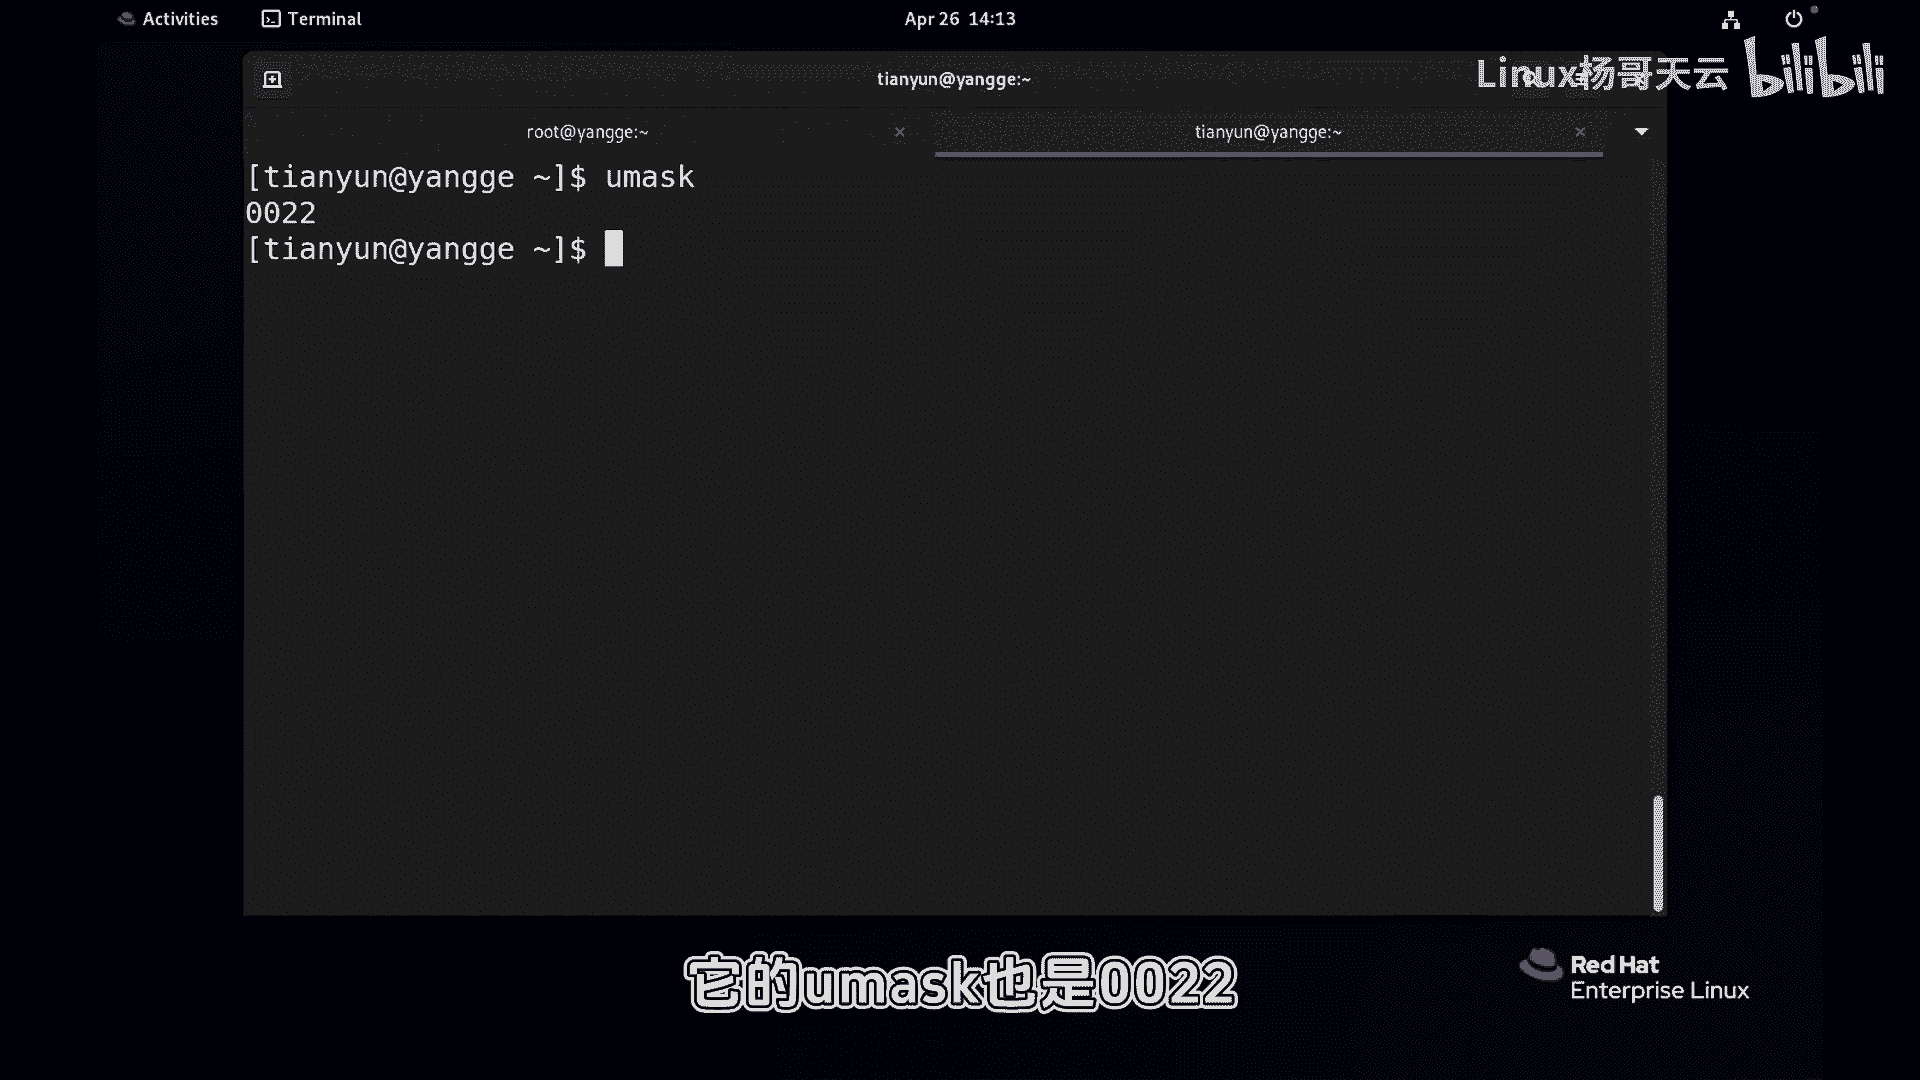 Activities
Terminal
Apr 26 14:13
tianyun@yangge:~
Linux杨哥天云 bilibili
root@yangge:~
tianyun@yangge:~
[tianyun@yangge ~]$ umask
0022
[tianyun@yangge ~]$
它的umask也是0022
Red Hat
Enterprise Linux